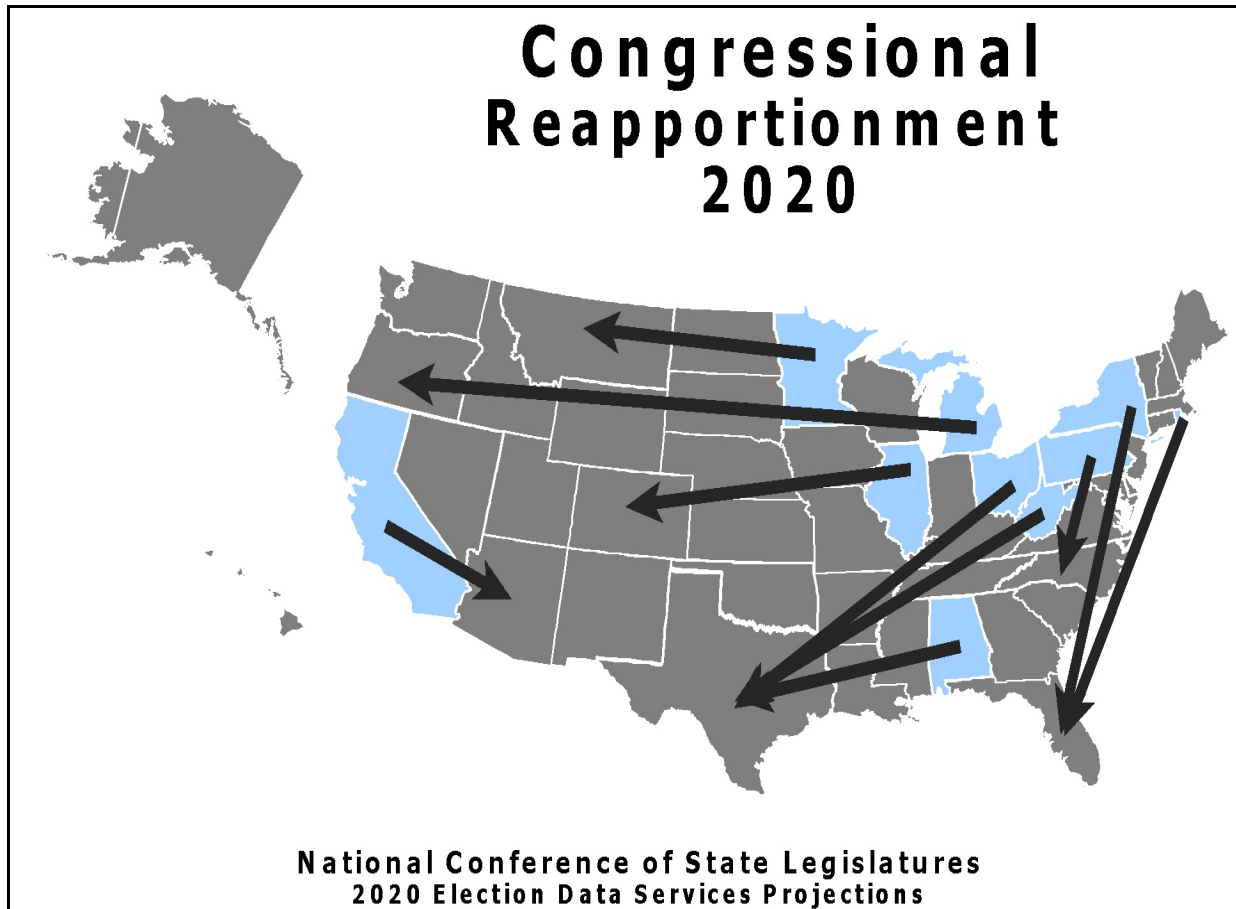 Congressional
Reapportionment
2020
National Conference of State Legislatures
2020 Election Data Services Projections